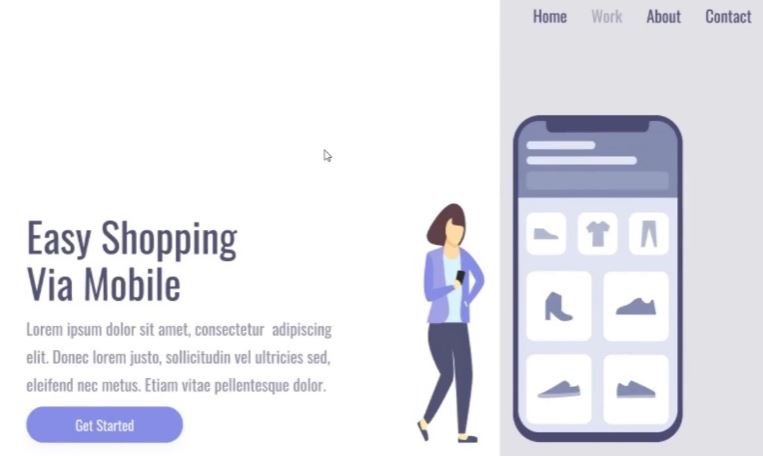 Home Work About Contact
Easy Shopping
Via Mobile
Lorem ipsum dolor sit amet, consectetur adipiscing
elit. Donec lorem justo, sollicitudin vel ultricies sed,
eleifend nec metus. Etiam vitae pellentesque dolor.
Get Started